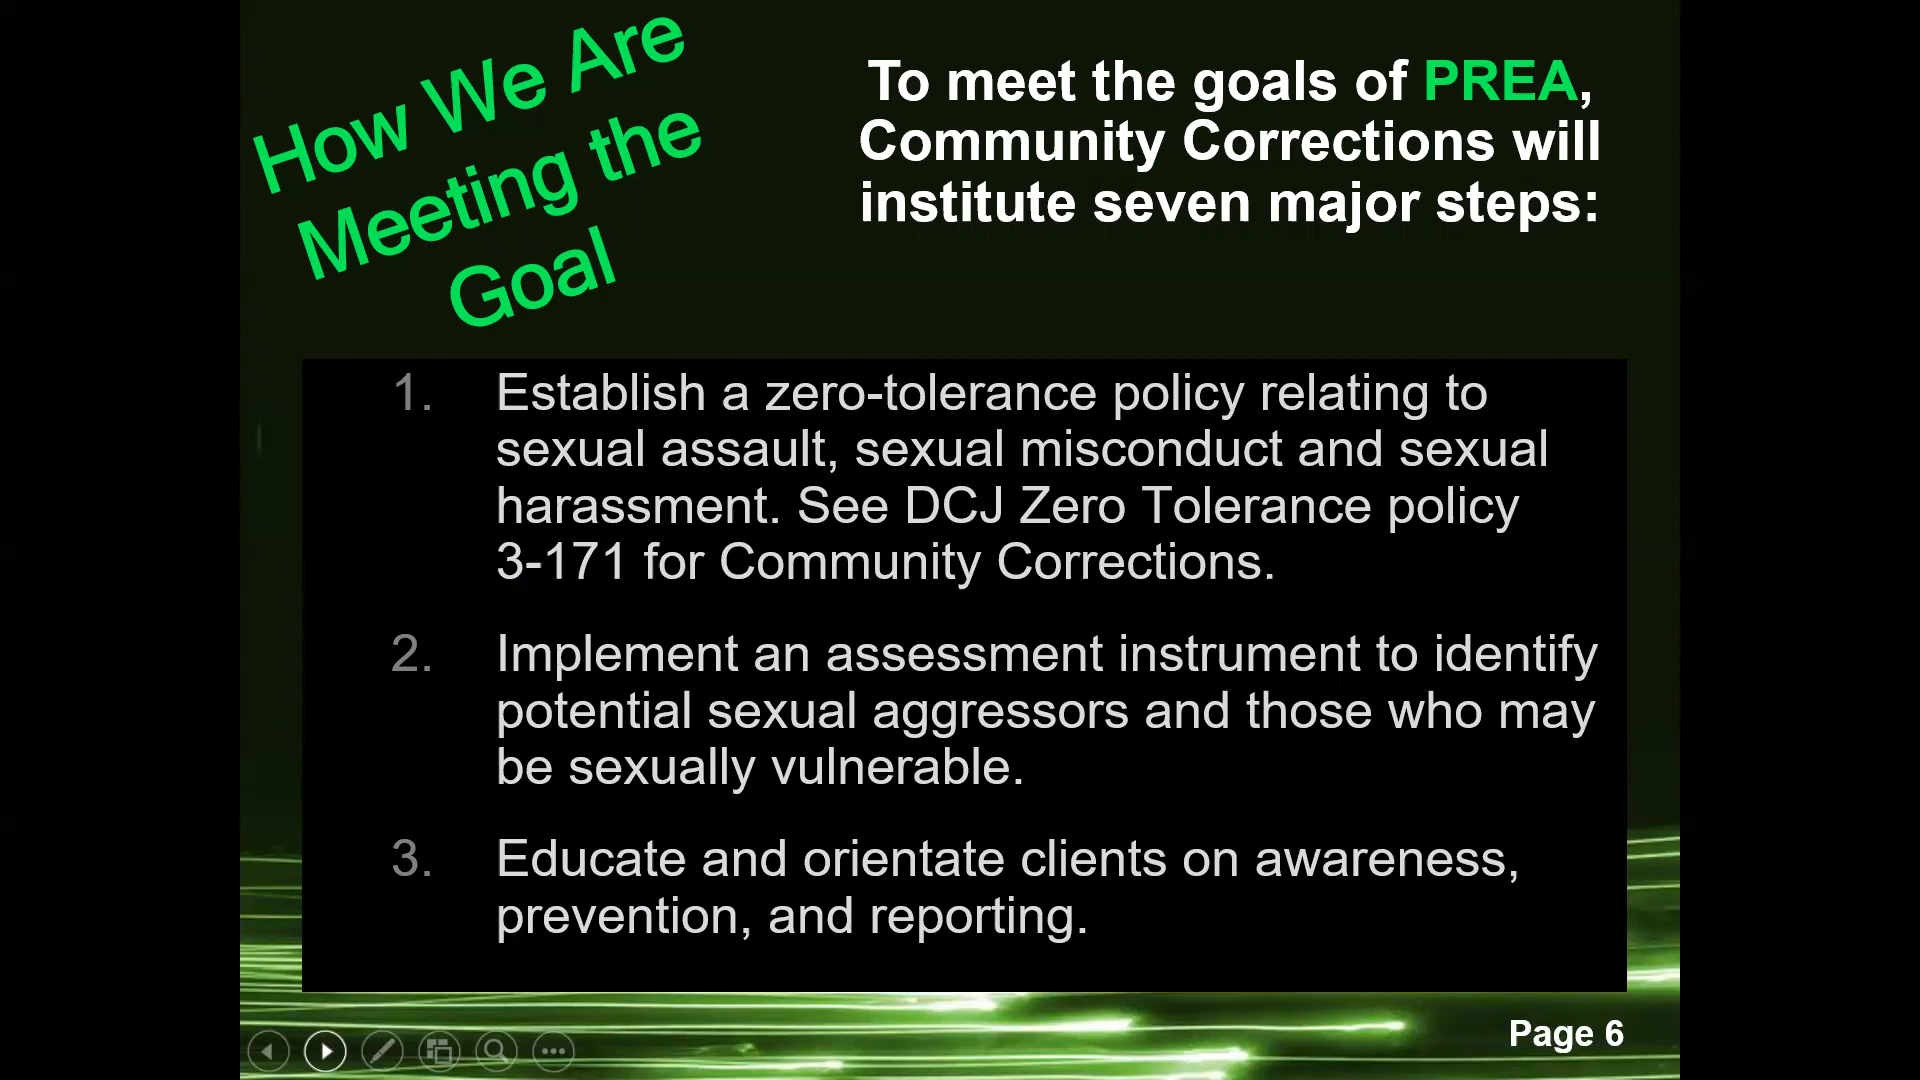 How We Are
Meeting the
Goal
To meet the goals of PREA,
Community Corrections will
institute seven major steps:
1. Establish a zero-tolerance policy relating to
sexual assault, sexual misconduct and sexual
harassment. See DCJ Zero Tolerance policy
3-171 for Community Corrections.
2. Implement an assessment instrument to identify
potential sexual aggressors and those who may
be sexually vulnerable.
3. Educate and orientate clients on awareness,
prevention, and reporting.
Page 6